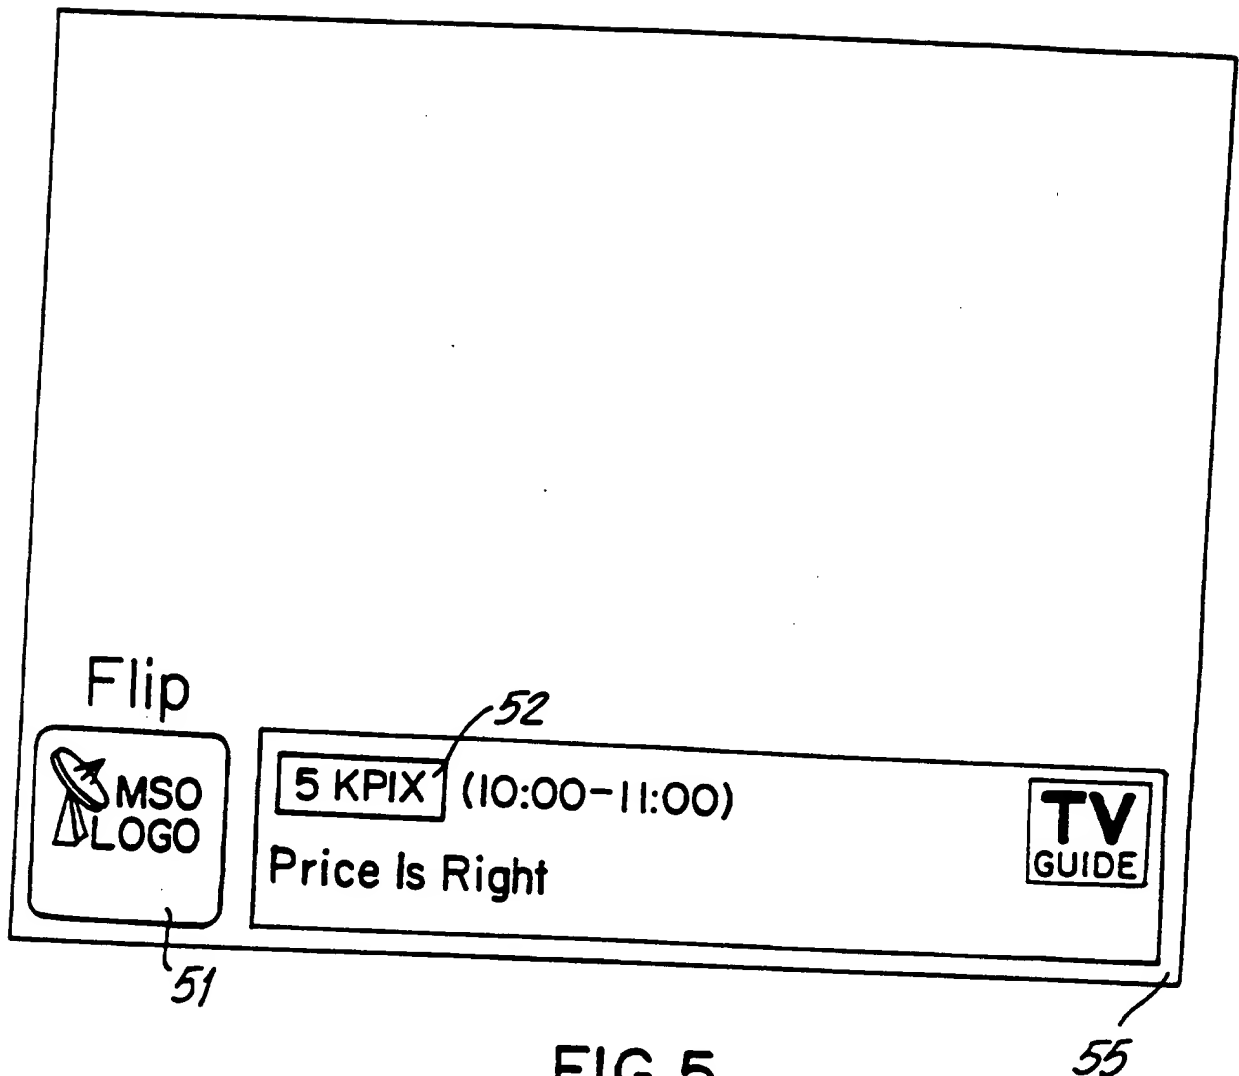 Flip
52
MSO
LOGO
5 KPIX (10:00-11:00)
Price Is Right
TV
GUIDE
51
55
FIG.5